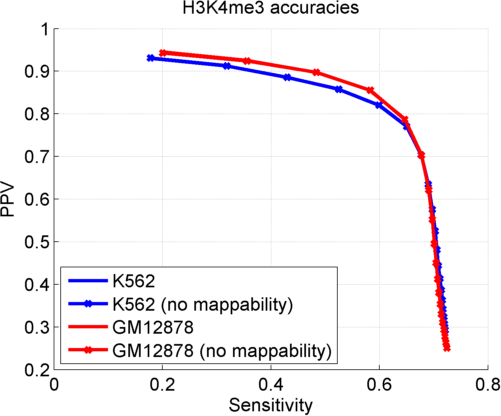 H3K4me3 accuracies
1
0.9
0.8
0.7
0.6
0.5
0.4
0.3
0.2
PPV
K562
K562 (no mappability)
GM12878
GM12878 (no mappability)
0 0.2 0.4 0.6 0.8
Sensitivity